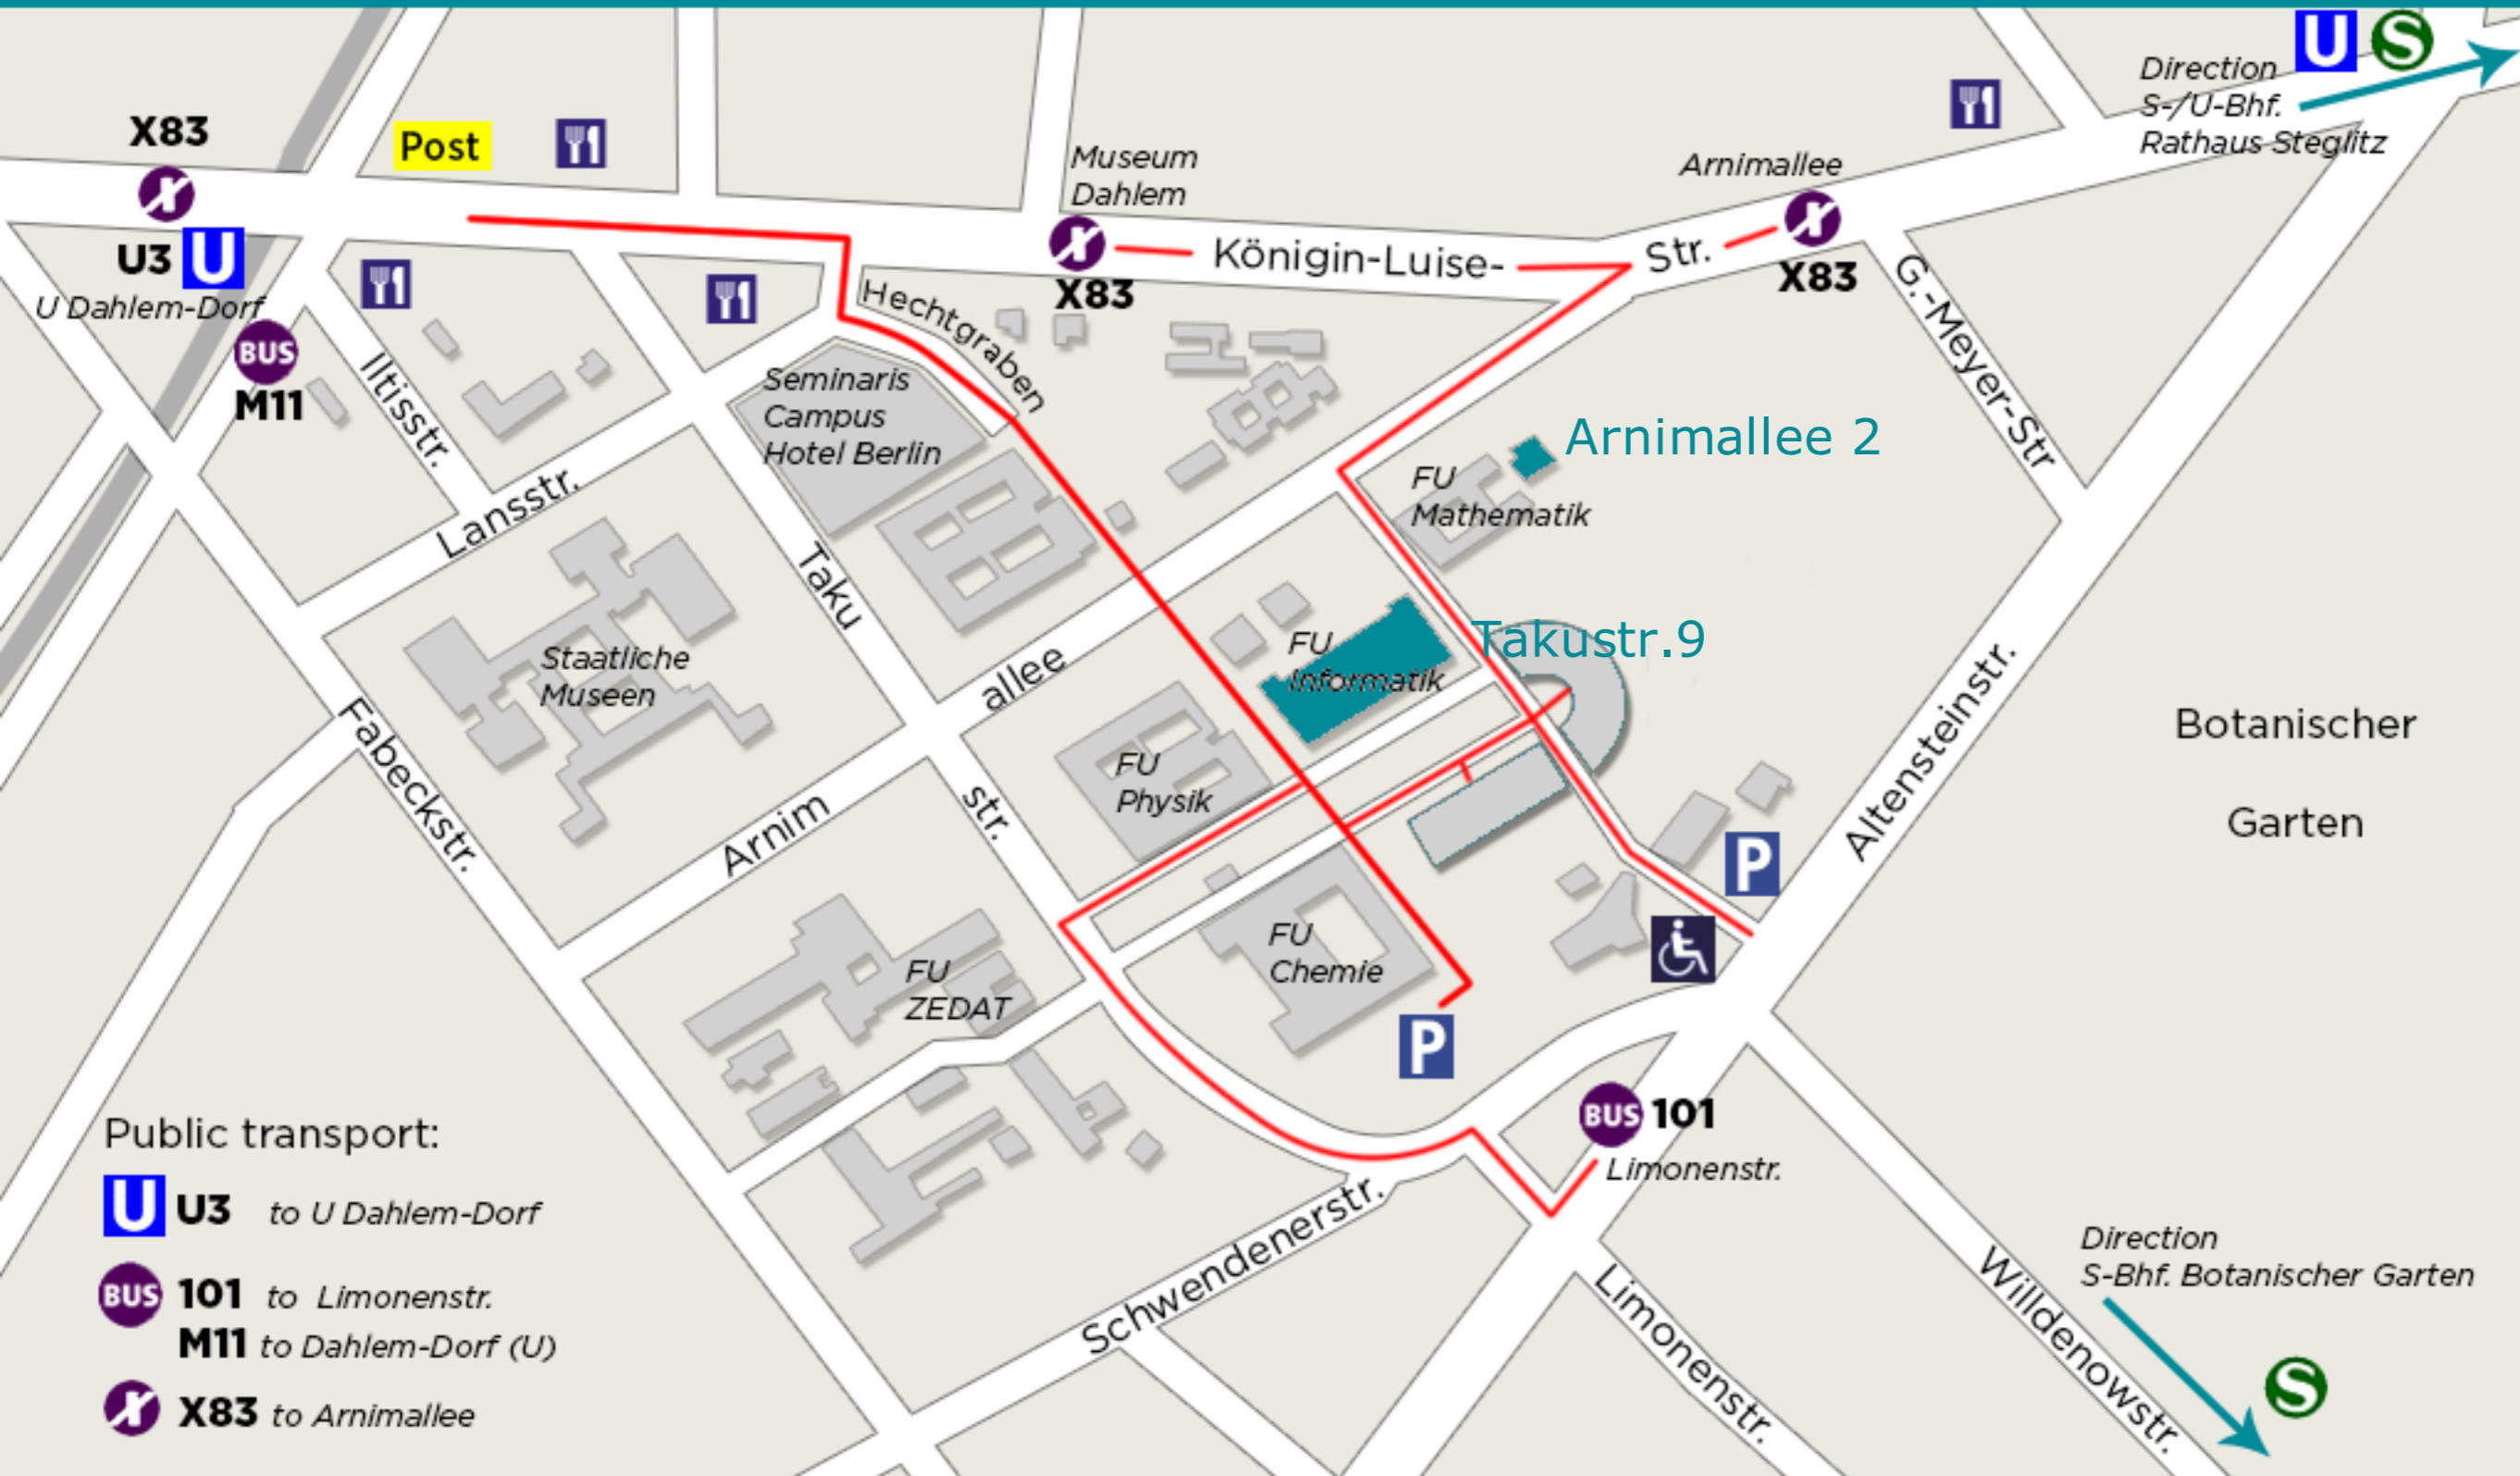 U S
Direction
S-/U-Bhf.
Rathaus Steglitz
X83
Post
Museum
Dahlem
Arnimallee
X
X
X
U3 U
U Dahlem-Dorf
Königin-Luise-
Str.
X83
X83
Hechtgraben
G.-Meyer-Str
BUS
M11
Iltisstr.
Seminaris
Campus
Hotel Berlin
Arnimallee 2
FU
Mathematik
Lansstr.
Taku
Takustr.9
FU
Informatik
allee
Staatliche
Museen
Fabeckstr.
FU
Physik
str.
Arnim
Altensteinstr.
Botanischer
Garten
P
FU
Chemie
FU
ZEDAT
P
BUS 101
Limonenstr.
Schwendenerstr.
Limonenstr.
Willdenowstr.
Direction
S-Bhf. Botanischer Garten
S
Public transport:
U U3 to U Dahlem-Dorf
BUS 101 to Limonenstr.
M11 to Dahlem-Dorf (U)
X X83 to Arnimallee